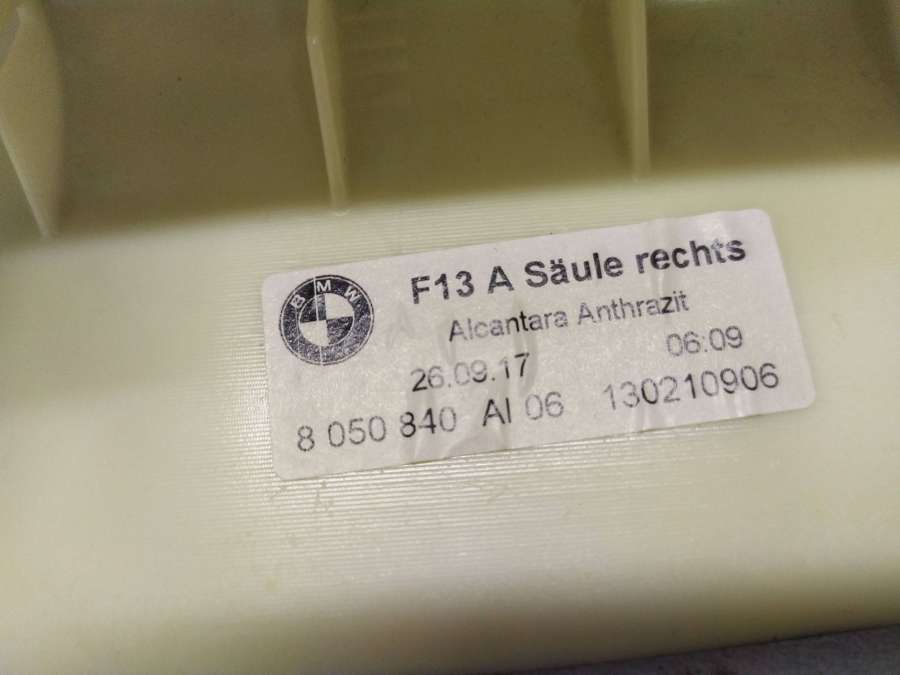 BMW
F13 A Säule rechts
Alcantara Anthrazit
26.09.17 06:09
8 050 840 AI 06 130210906